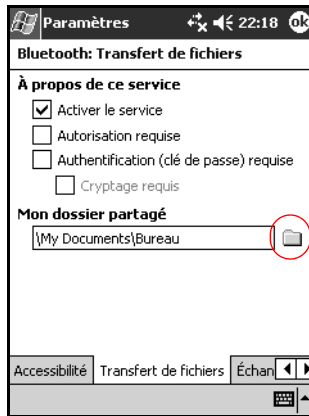 Paramètres 22:18 ok
Bluetooth: Transfert de fichiers
À propos de ce service
Activer le service
Autorisation requise
Authentification (clé de passe) requise
Cryptage requis
Mon dossier partagé
\My Documents\Bureau
Accessibilité Transfert de fichiers Échan